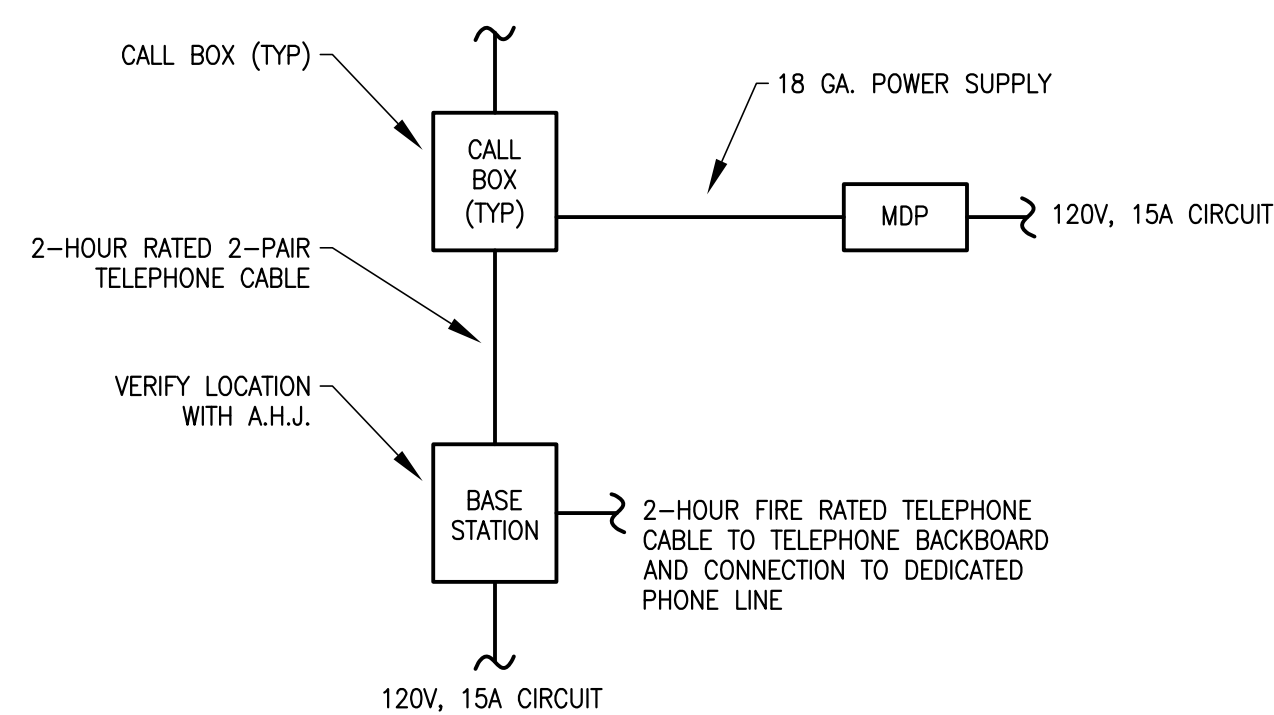 CALL BOX (TYP)
18 GA. POWER SUPPLY
CALL
BOX
(TYP)
MDP
120V, 15A CIRCUIT
2-HOUR RATED 2-PAIR
TELEPHONE CABLE
VERIFY LOCATION
WITH A.H.J.
BASE
STATION
2-HOUR FIRE RATED TELEPHONE
CABLE TO TELEPHONE BACKBOARD
AND CONNECTION TO DEDICATED
PHONE LINE
120V, 15A CIRCUIT